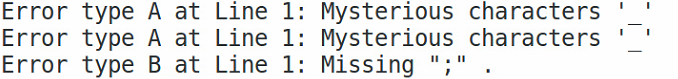 Error type A at Line 1: Mysterious characters '_'
Error type A at Line 1: Mysterious characters '_'
Error type B at Line 1: Missing ";" .